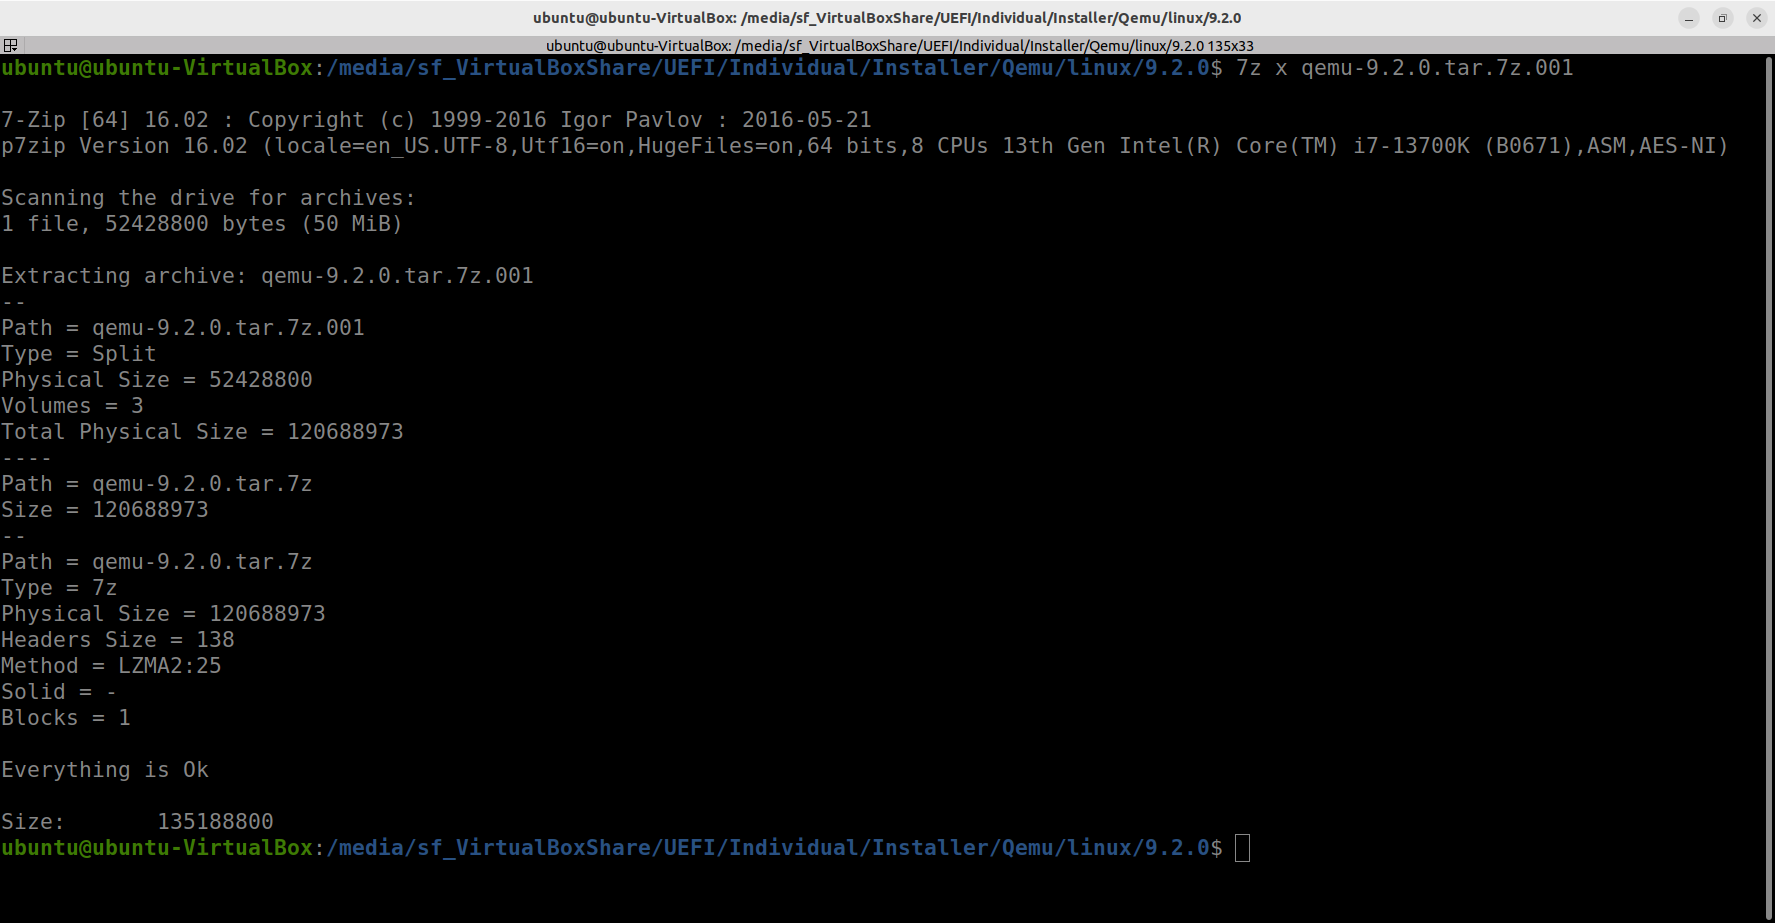 ubuntu@ubuntu-VirtualBox: /media/sf_VirtualBoxShare/UEFI/Individual/Installer/Qemu/linux/9.2.0
ubuntu@ubuntu-VirtualBox: /media/sf_VirtualBoxShare/UEFI/Individual/Installer/Qemu/linux/9.2.0 135x33
ubuntu@ubuntu-VirtualBox:/media/sf_VirtualBoxShare/UEFI/Individual/Installer/Qemu/linux/9.2.0$ 7z x qemu-9.2.0.tar.7z.001
7-Zip [64] 16.02 : Copyright (c) 1999-2016 Igor Pavlov : 2016-05-21
p7zip Version 16.02 (locale=en_US.UTF-8,Utf16=on,HugeFiles=on,64 bits,8 CPUs 13th Gen Intel(R) Core(TM) i7-13700K (B0671),ASM,AES-NI)
Scanning the drive for archives:
1 file, 52428800 bytes (50 MiB)
Extracting archive: qemu-9.2.0.tar.7z.001
--
Path = qemu-9.2.0.tar.7z.001
Type = Split
Physical Size = 52428800
Volumes = 3
Total Physical Size = 120688973
----
Path = qemu-9.2.0.tar.7z
Size = 120688973
--
Path = qemu-9.2.0.tar.7z
Type = 7z
Physical Size = 120688973
Headers Size = 138
Method = LZMA2:25
Solid = -
Blocks = 1
Everything is Ok
Size:       135188800
ubuntu@ubuntu-VirtualBox:/media/sf_VirtualBoxShare/UEFI/Individual/Installer/Qemu/linux/9.2.0$